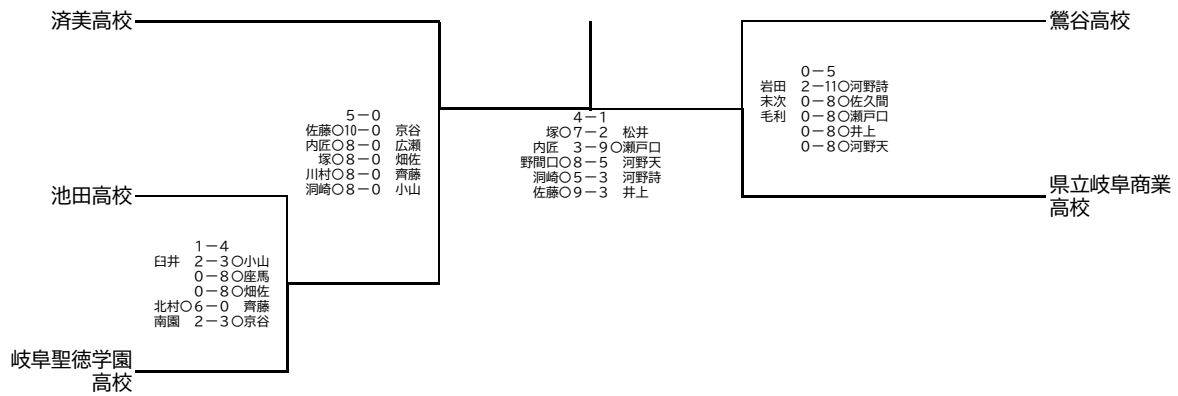 済美高校
鶯谷高校
0－5
岩田　2－11○河野詩
末次　0－8○佐久間
毛利　0－8○瀬戸口
0－8○井上
0－8○河野天
5－0
佐藤○10－0　京谷
内匠○8－0　広瀬
塚○8－0　畑佐
川村○8－0　齊藤
洞崎○8－0　小山
4－1
塚○7－2　松井
内匠　3－9○瀬戸口
野間口○8－5　河野天
洞崎○5－3　河野詩
佐藤○9－3　井上
池田高校
県立岐阜商業
高校
1－4
臼井　2－3○小山
0－8○座馬
0－8○畑佐
北村○6－0　齊藤
南園　2－3○京谷
岐阜聖徳学園
高校